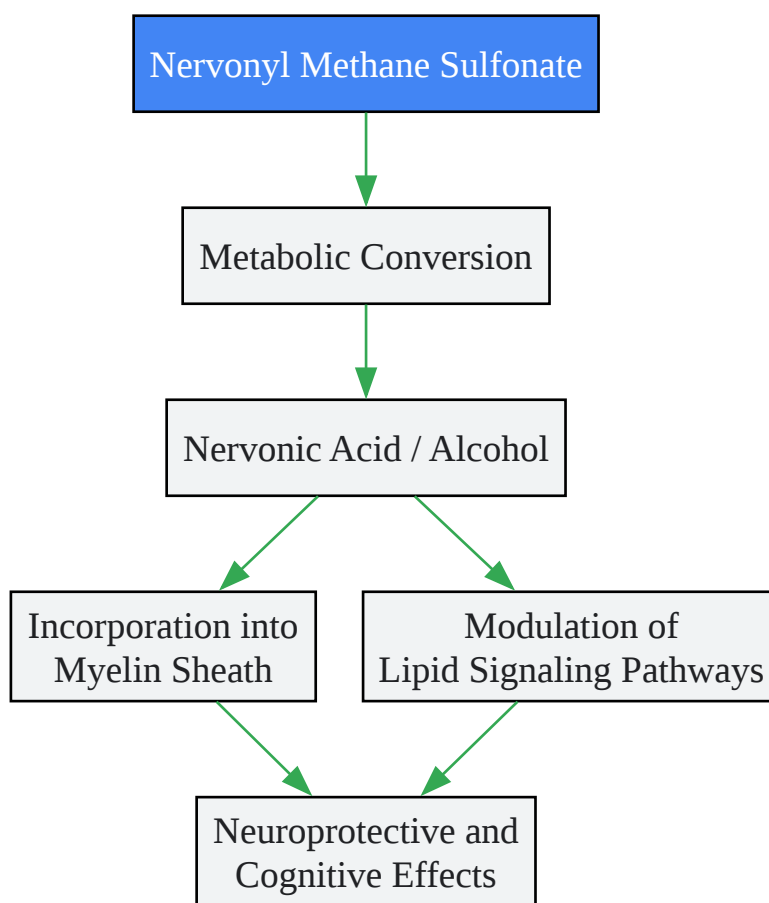 Nervonyl Methane Sulfonate
Metabolic Conversion
Nervonic Acid / Alcohol
Incorporation into
Myelin Sheath
Modulation of
Lipid Signaling Pathways
Neuroprotective and
Cognitive Effects